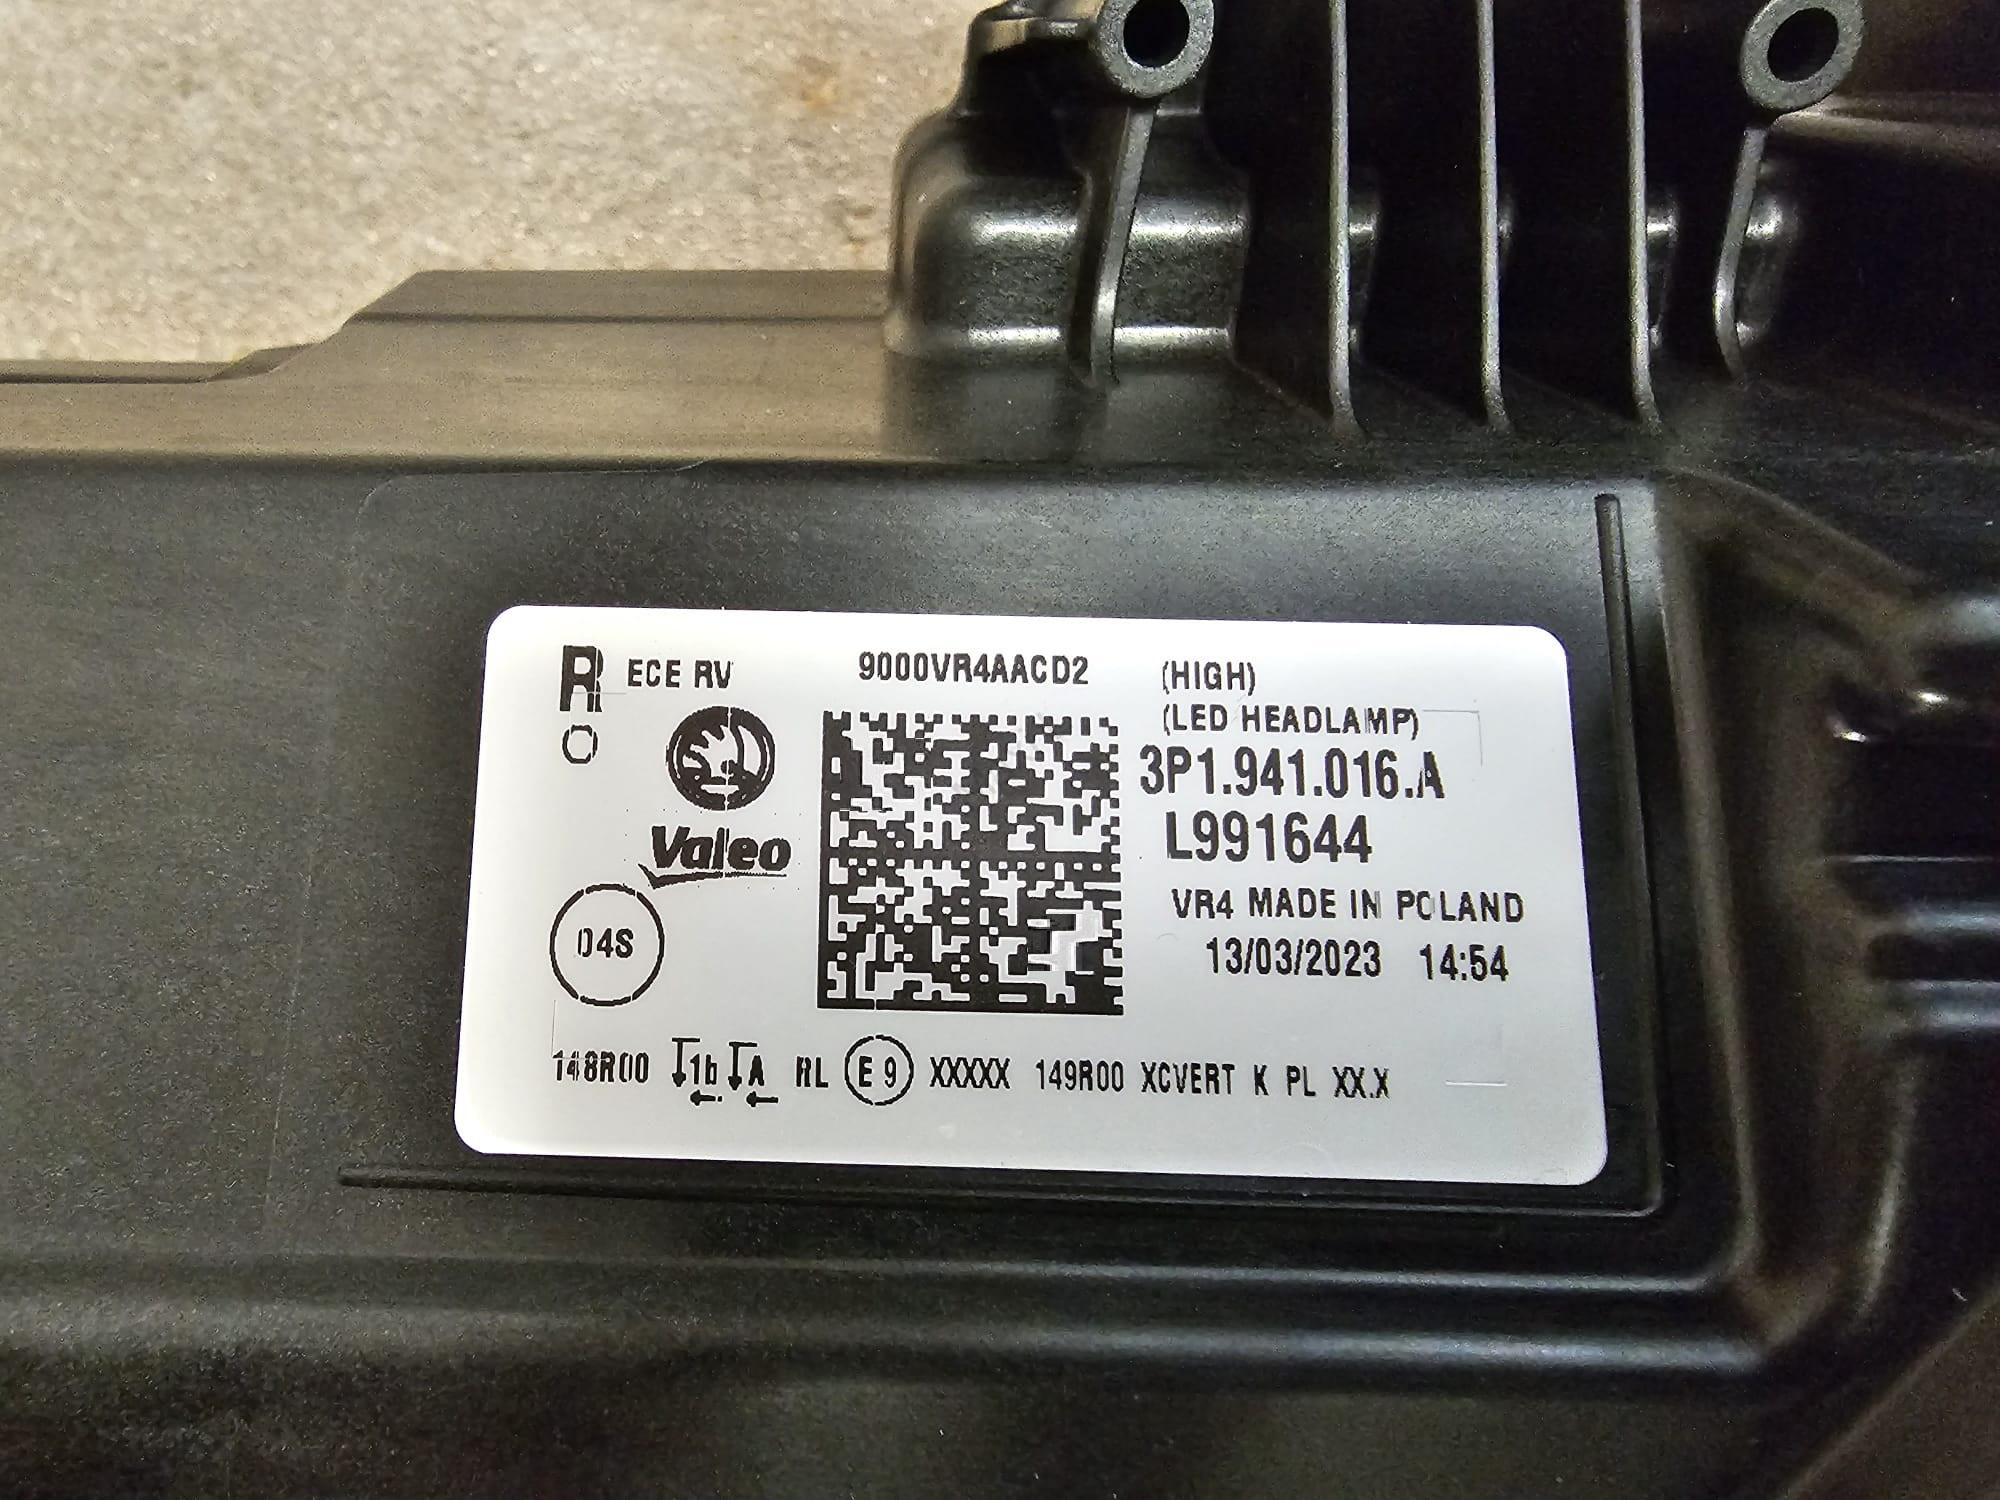 R ECE RV 9000VR4AACD2 (HIGH)
O (LED HEADLAMP)
3P1.941.016.A
Valeo L991644
04S VR4 MADE IN POLAND
13/03/2023 14:54
148R00 1b A RL E9 XXXXX 149R00 XCVERT K PL XX.X